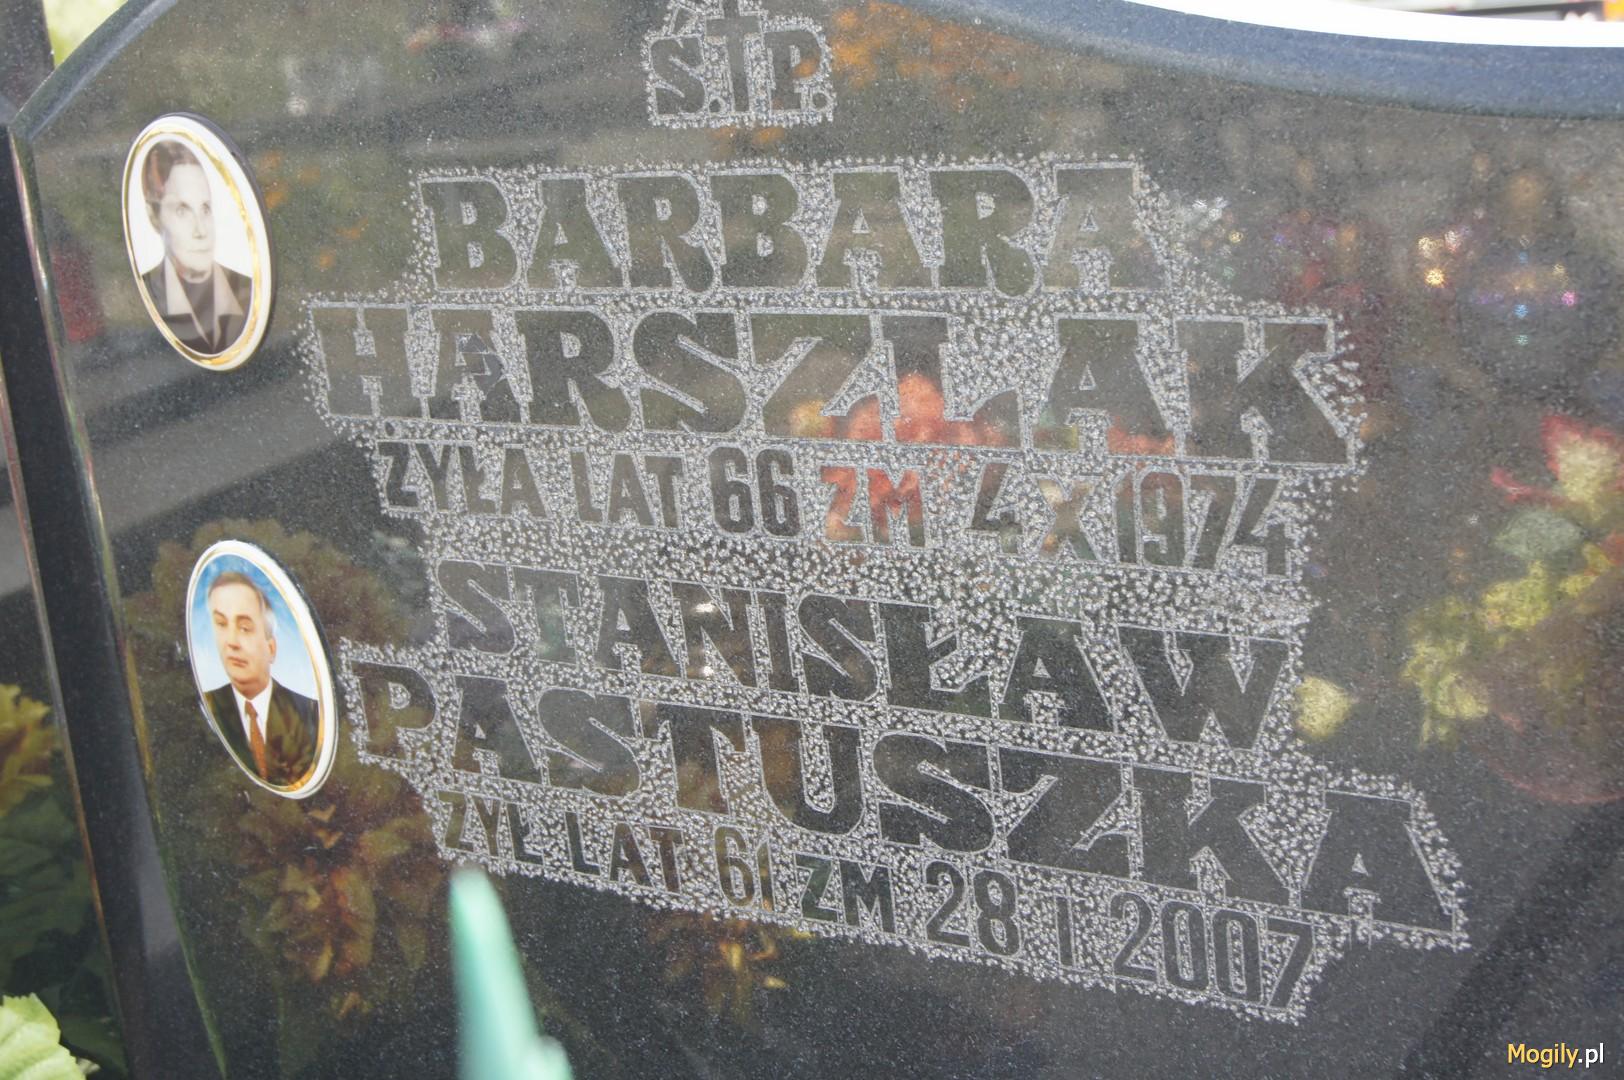 Ś.†P.
BARBARA
HARSZLAK
ŻYŁA LAT 66 ZM 4 X 1974
STANISŁAW
PASTUSZKA
ŻYŁ LAT 61 ZM 28 I 2007
Mogily.pl